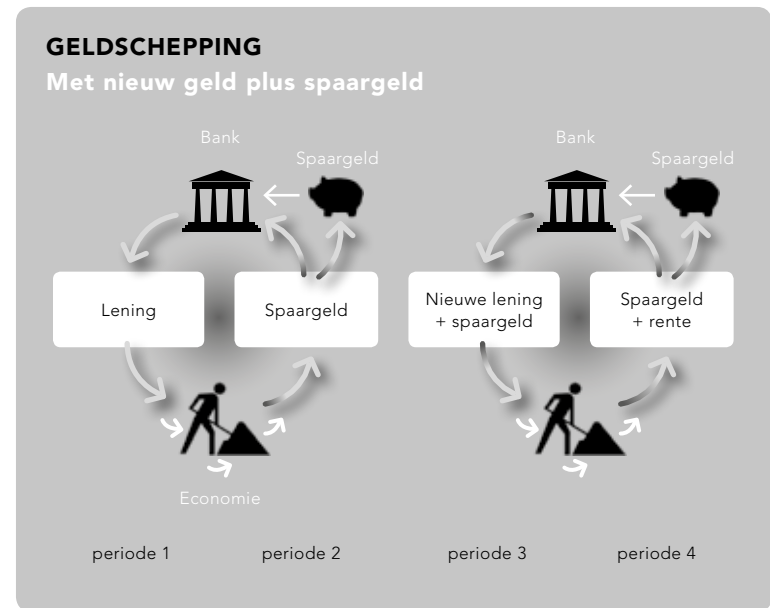 GELDSCHEPPING
Met nieuw geld plus spaargeld
Bank
Spaargeld
Lening
Spaargeld
Economie
Bank
Spaargeld
Nieuwe lening
+ spaargeld
Spaargeld
+ rente
periode 1
periode 2
periode 3
periode 4